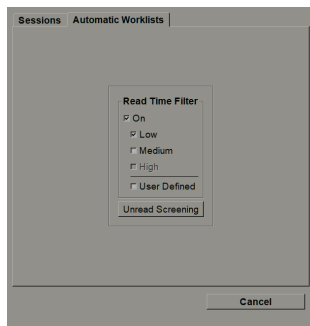 Sessions Automatic Worklists
Read Time Filter
On
Low
Medium
High
User Defined
Unread Screening
Cancel